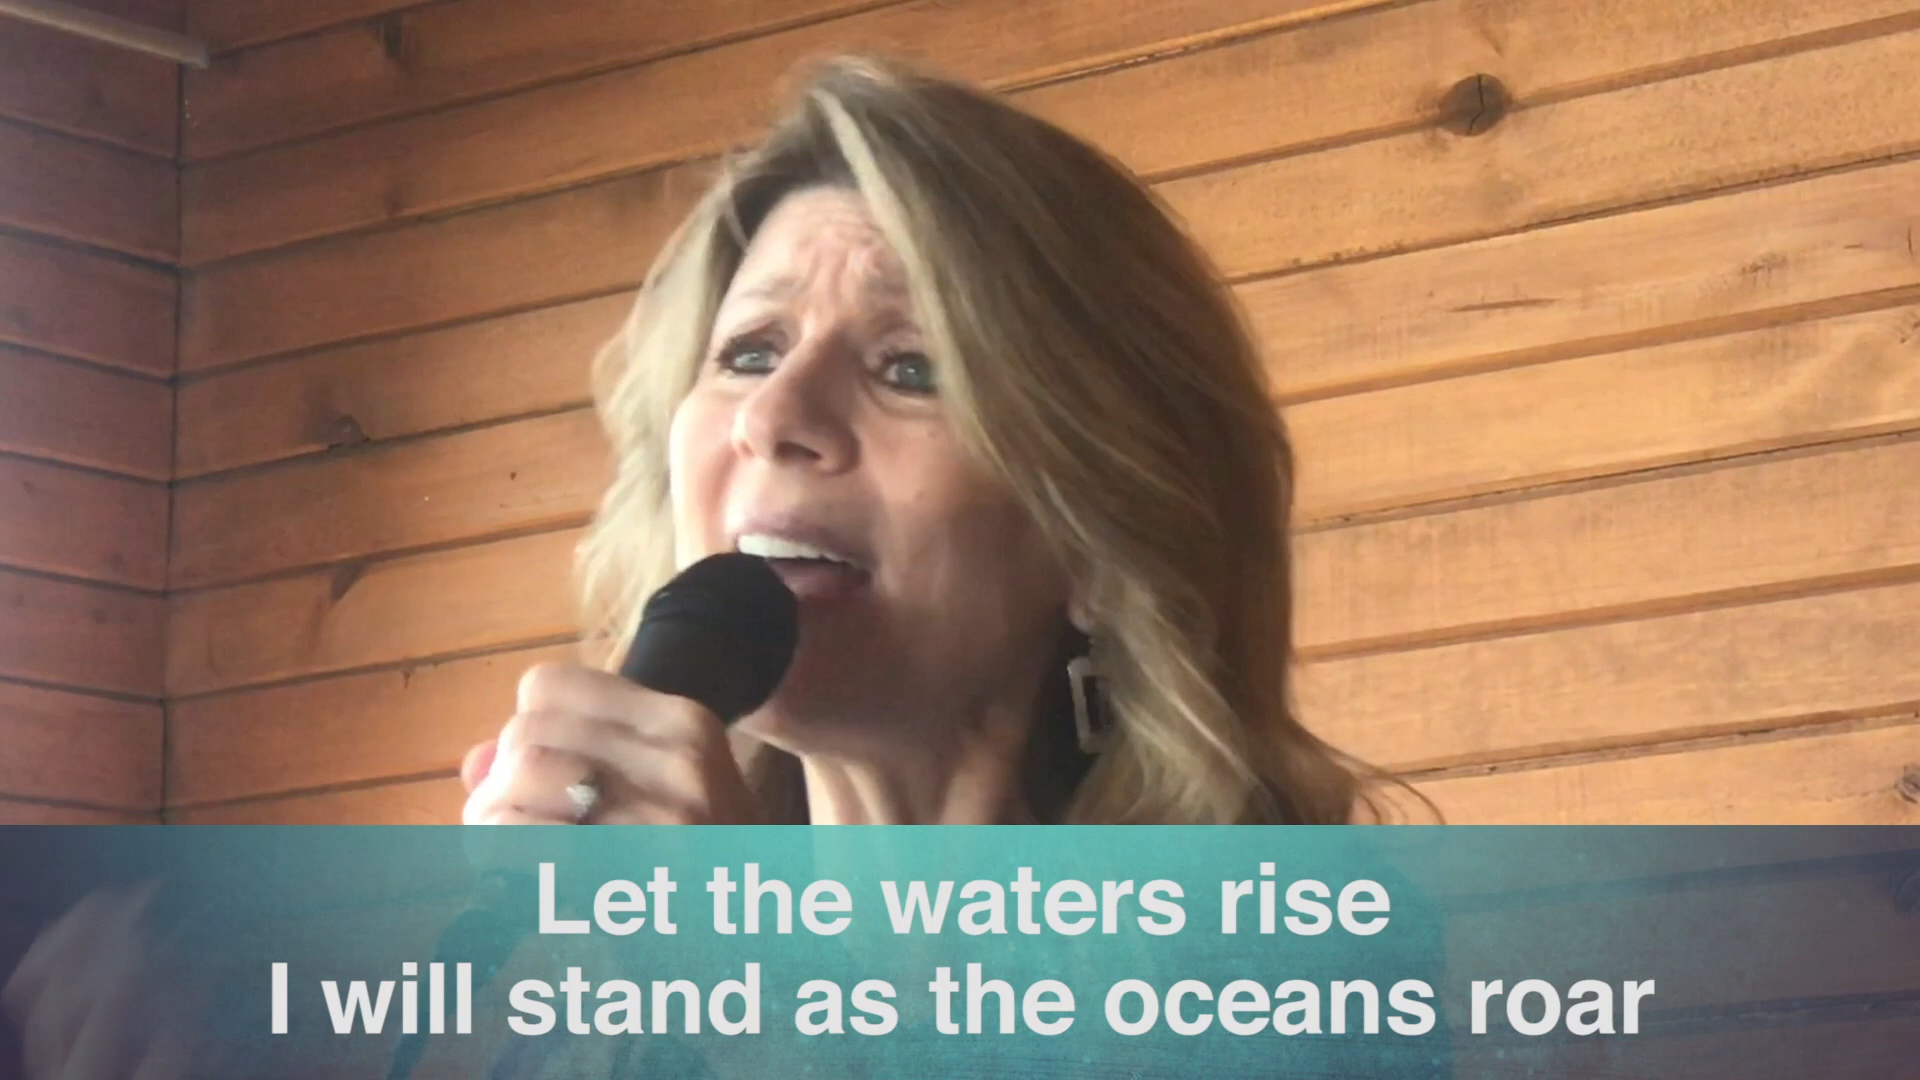 Let the waters rise
I will stand as the oceans roar